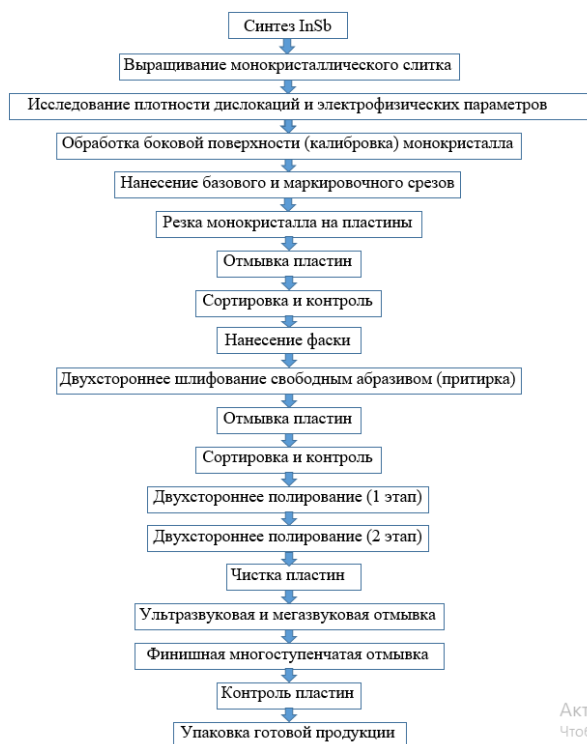 Синтез InSb
Выращивание монокристаллического слитка
Исследование плотности дислокаций и электрофизических параметров
Обработка боковой поверхности (калибровка) монокристалла
Нанесение базового и маркировочного срезов
Резка монокристалла на пластины
Отмывка пластин
Сортировка и контроль
Нанесение фаски
Двухстороннее шлифование свободным абразивом (притирка)
Отмывка пластин
Сортировка и контроль
Двухстороннее полирование (1 этап)
Двухстороннее полирование (2 этап)
Чистка пластин
Ультразвуковая и мегазвуковая отмывка
Финишная многоступенчатая отмывка
Контроль пластин
Упаковка готовой продукции